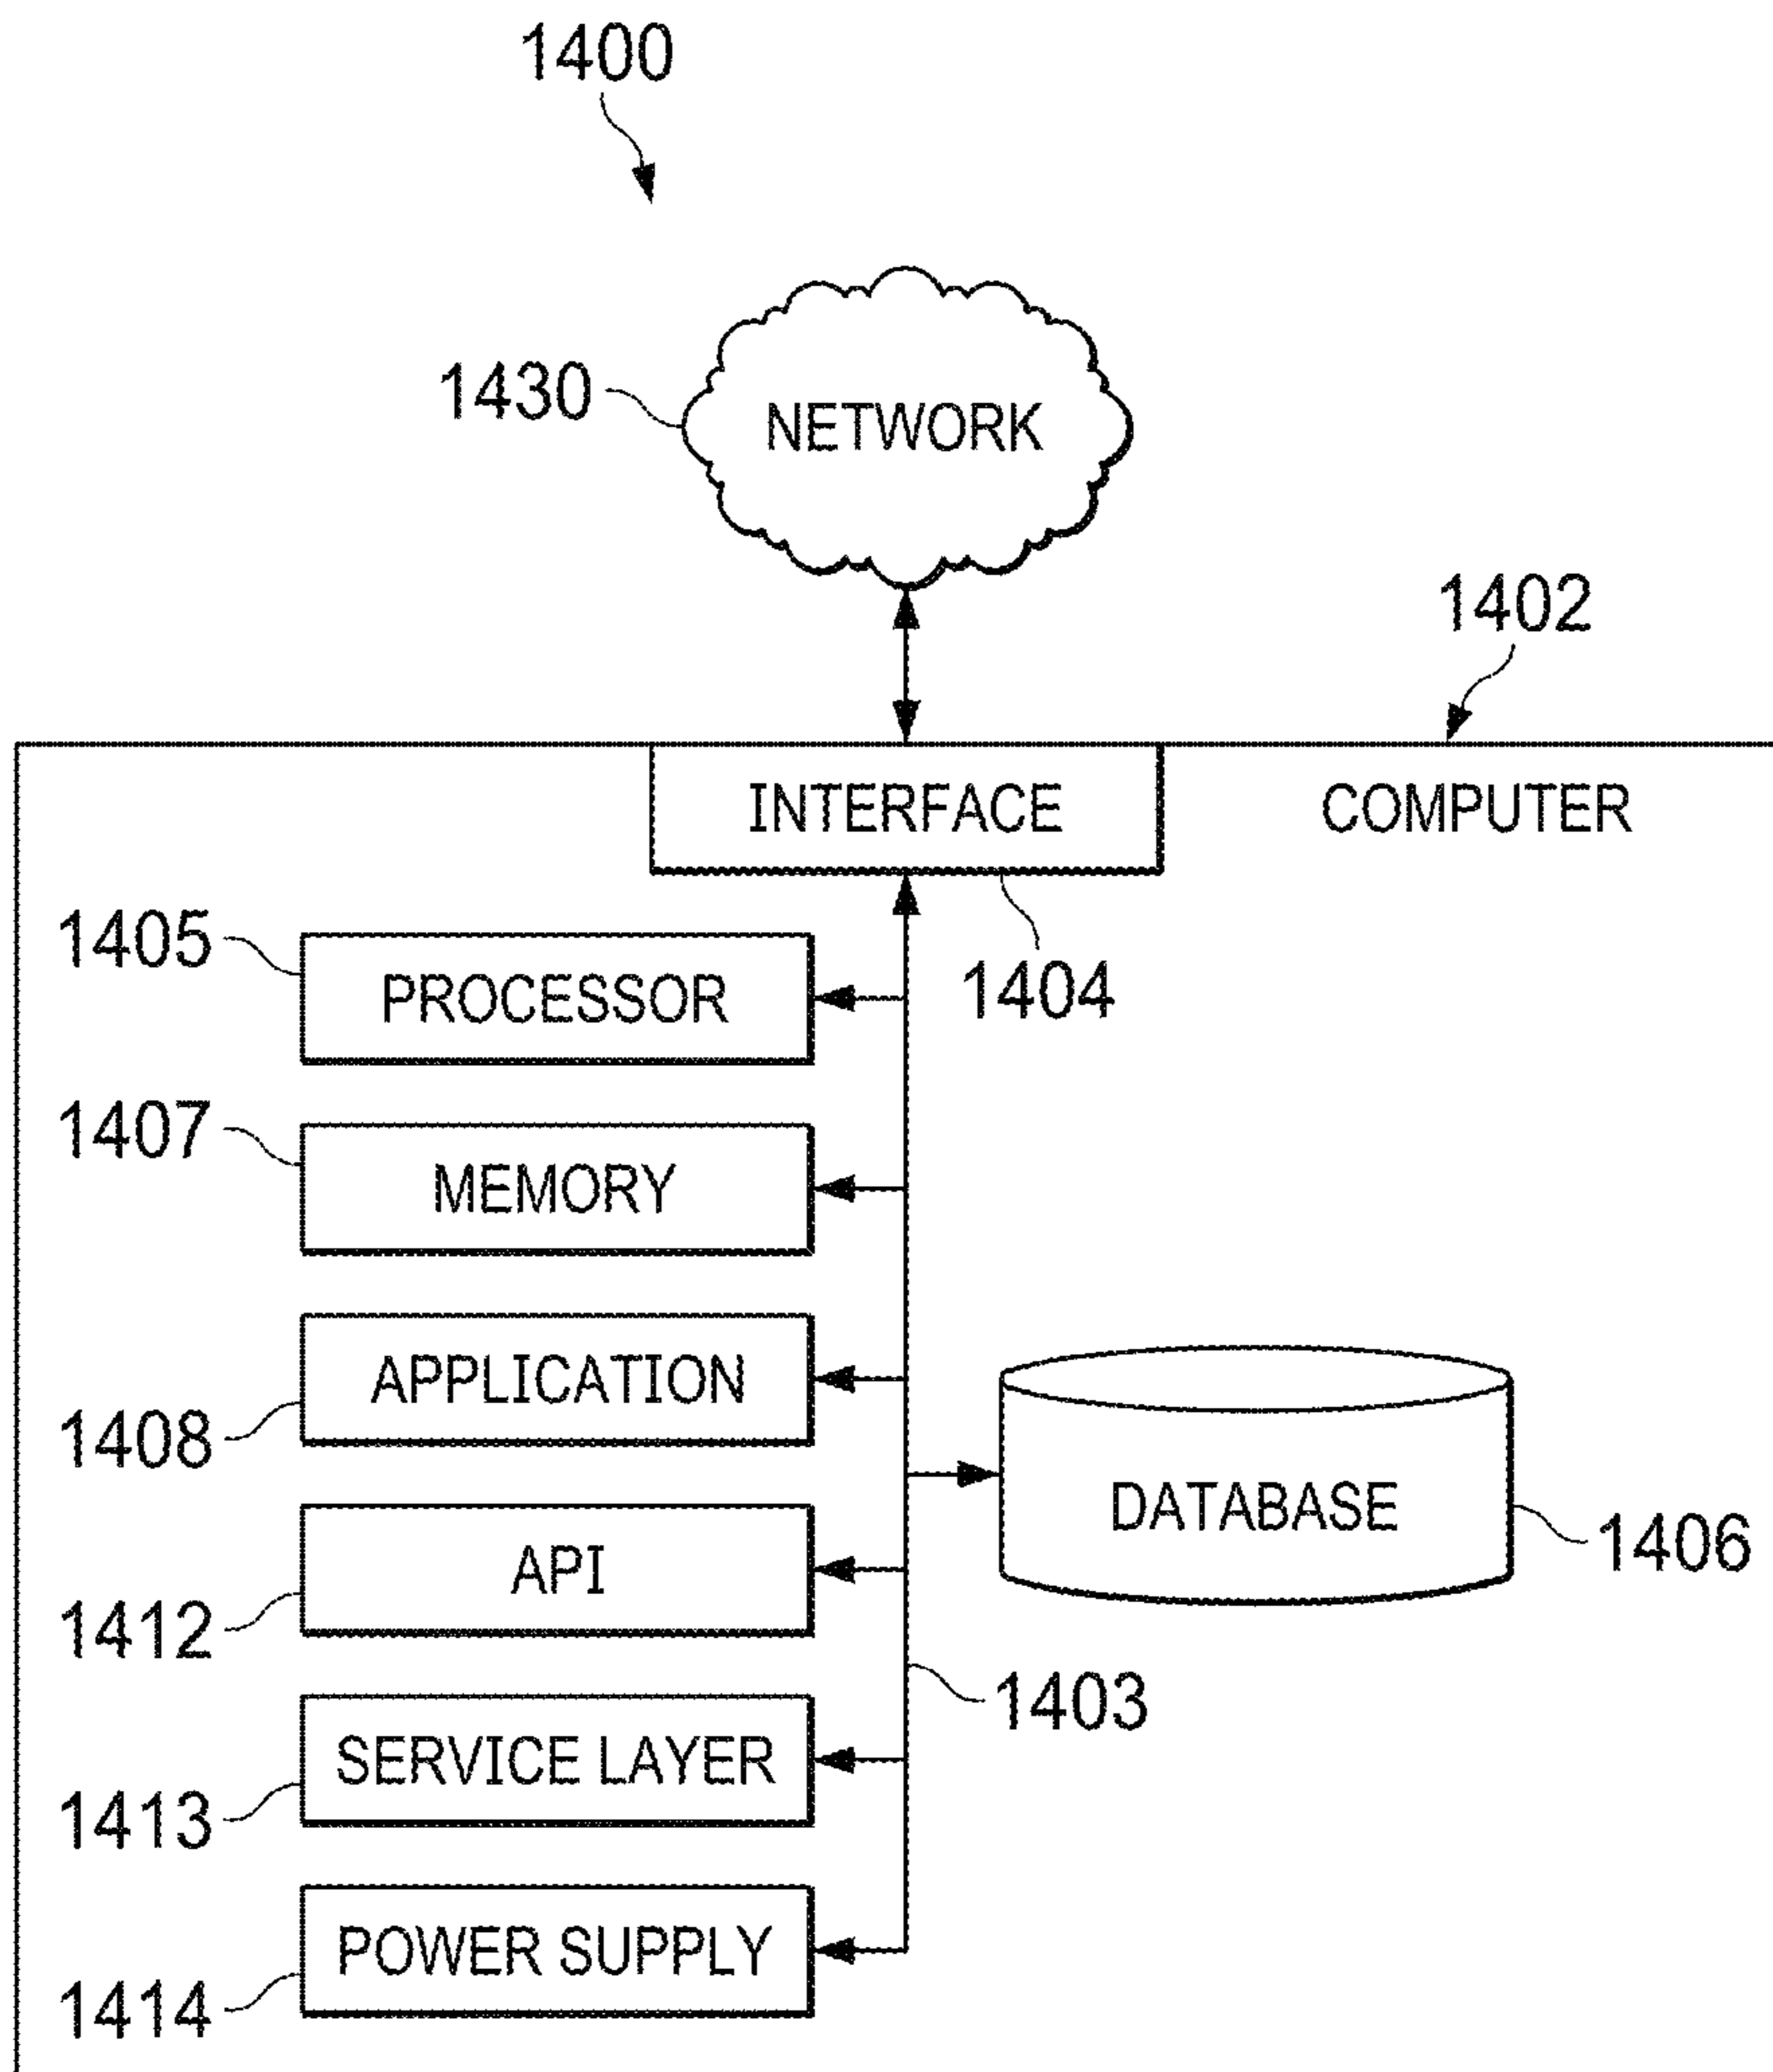 1400
1430
NETWORK
1402
INTERFACE
COMPUTER
1405
PROCESSOR
1404
1407
MEMORY
APPLICATION
1408
DATABASE
1406
API
1412
1403
SERVICE LAYER
1413
POWER SUPPLY
1414